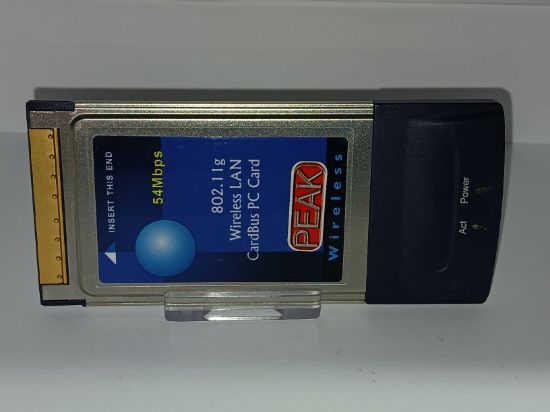 INSERT THIS END
54Mbps
802.11g
Wireless LAN
CardBus PC Card
PEAK
Wireless
Act Power